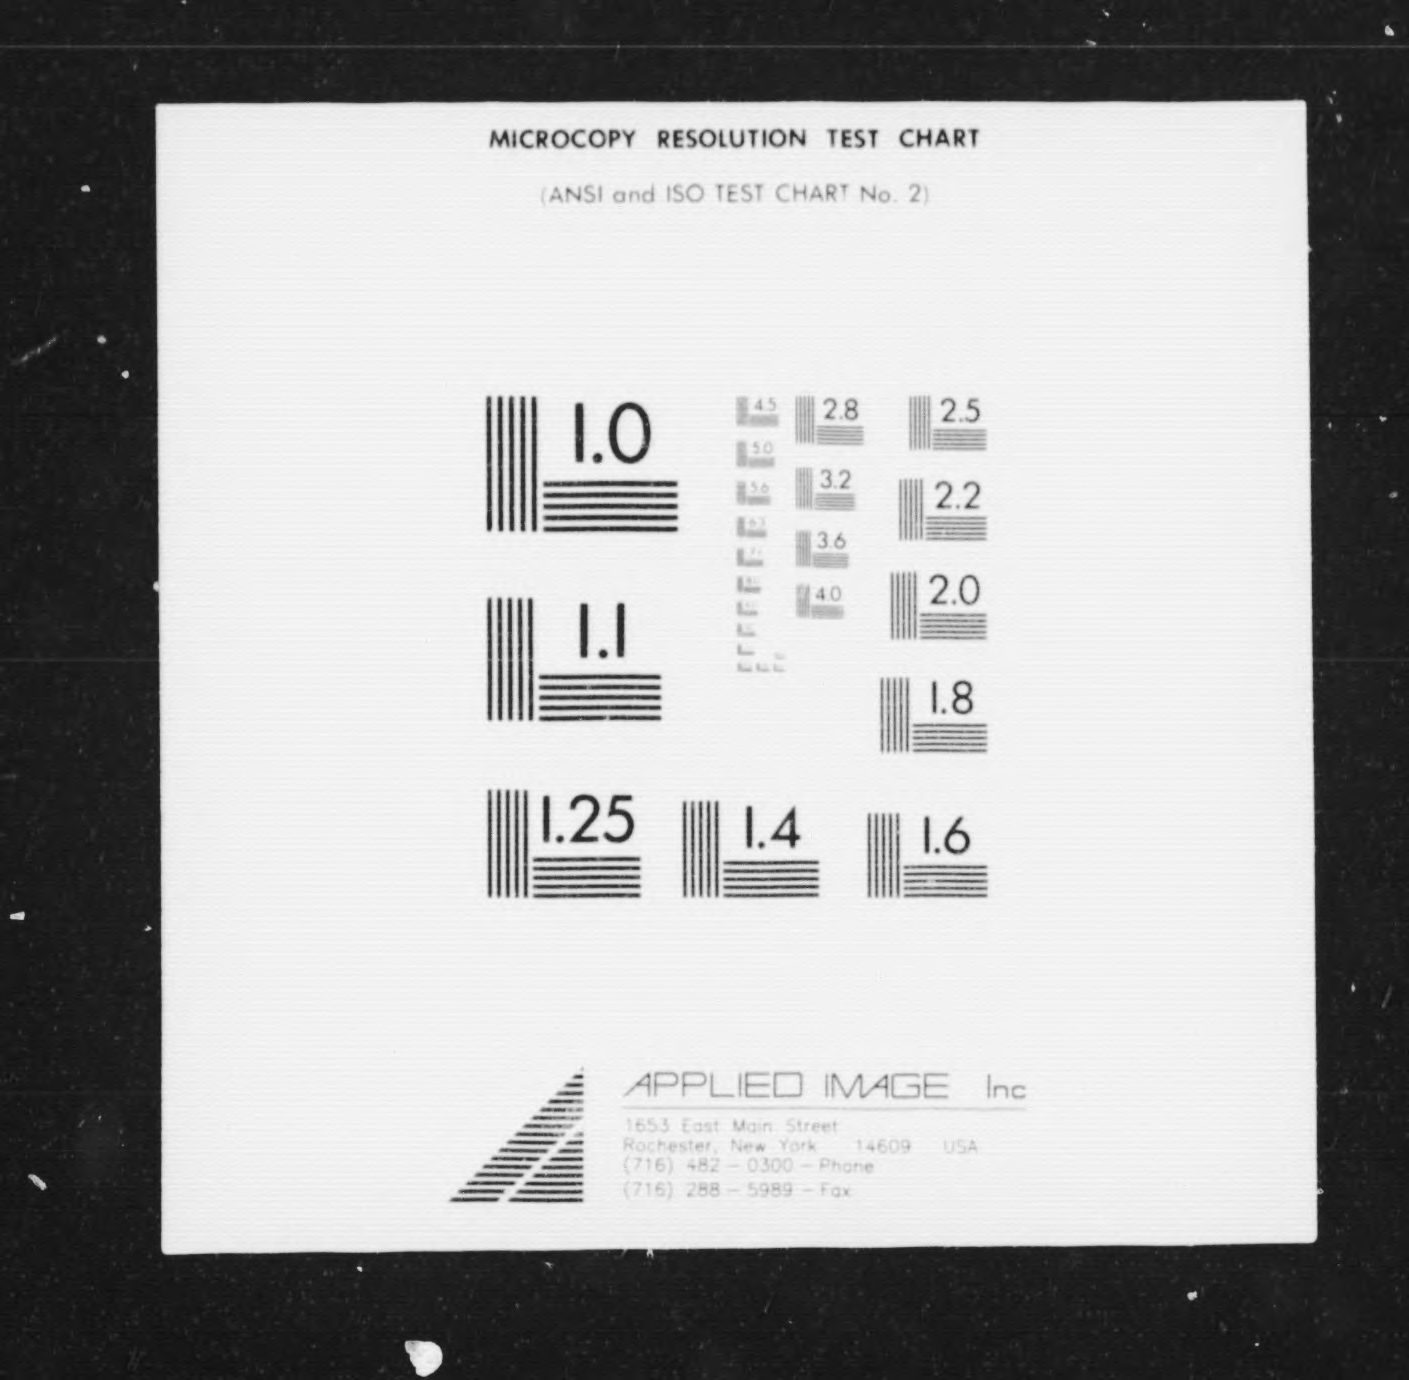 MICROCOPY RESOLUTION TEST CHART
(ANSI and ISO TEST CHART No. 2)
1.0
1.1
1.25
1.4
1.6
1.8
2.0
2.2
2.5
2.8
3.2
3.6
4.0
4.5
5.0
5.6
6.3
APPLIED IMAGE Inc
1653 East Main Street
Rochester, New York 14609 USA
(716) 482 - 0300 - Phone
(716) 288 - 5989 - Fax